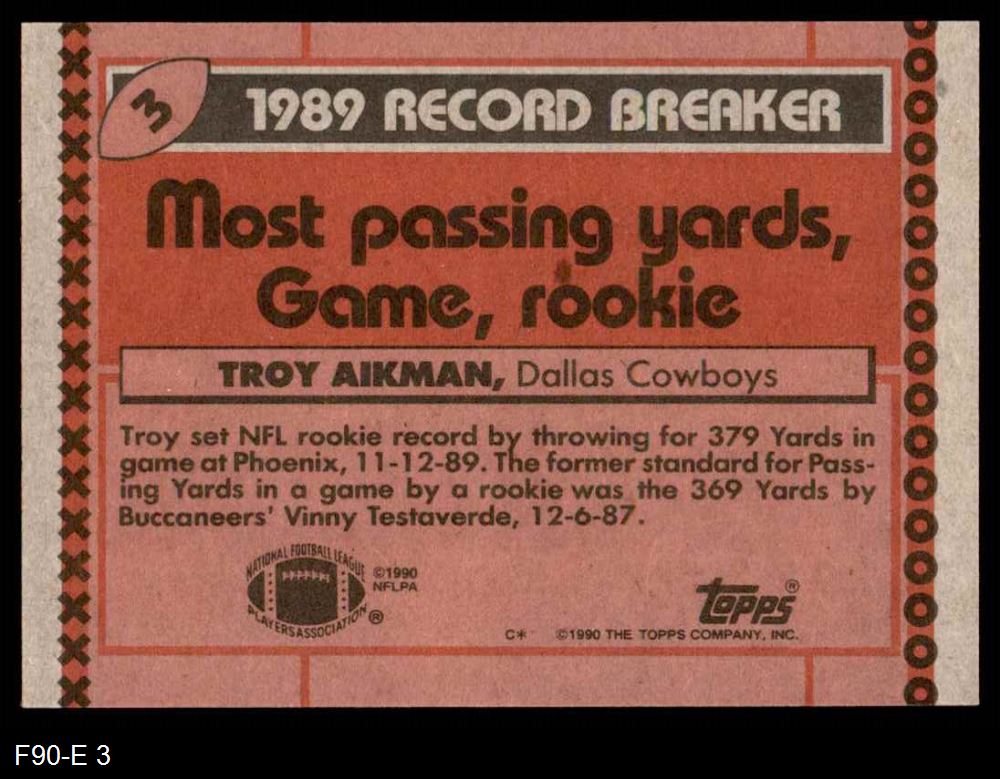 3
1989 RECORD BREAKER
Most passing yards,
Game, rookie
TROY AIKMAN, Dallas Cowboys
Troy set NFL rookie record by throwing for 379 Yards in
game at Phoenix, 11-12-89. The former standard for Pass-
ing Yards in a game by a rookie was the 369 Yards by
Buccaneers' Vinny Testaverde, 12-6-87.
NATIONAL FOOTBALL LEAGUE
PLAYERS ASSOCIATION ®
©1990
NFLPA
topps®
C* ©1990 THE TOPPS COMPANY, INC.
F90-E 3